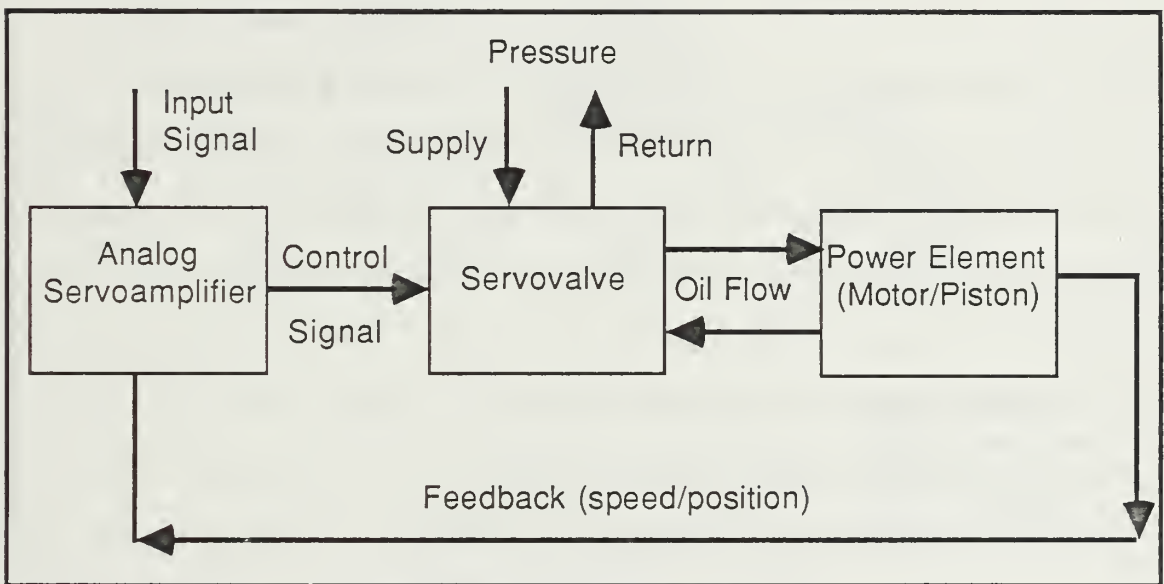 Pressure
Input
Signal
Supply
Return
Analog
Servoamplifier
Control
Signal
Servovalve
Oil Flow
Power Element
(Motor/Piston)
Feedback (speed/position)